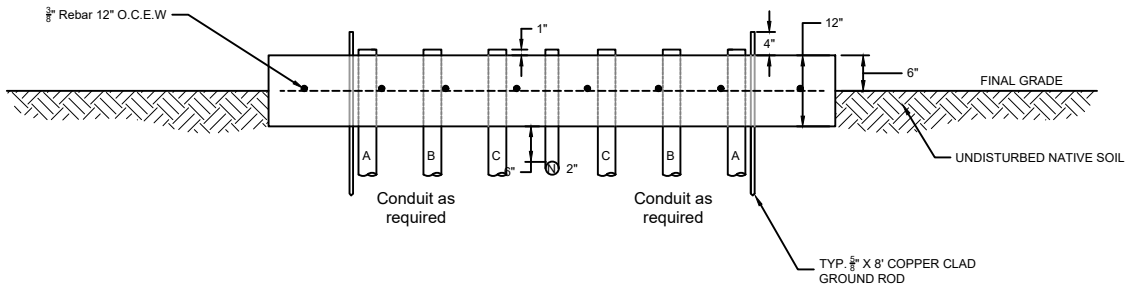 3/8" Rebar 12" O.C.E.W
1"
4"
12"
6"
FINAL GRADE
UNDISTURBED NATIVE SOIL
A
B
C
6"
N
2"
C
B
A
Conduit as
required
Conduit as
required
TYP. 5/8" X 8' COPPER CLAD
GROUND ROD